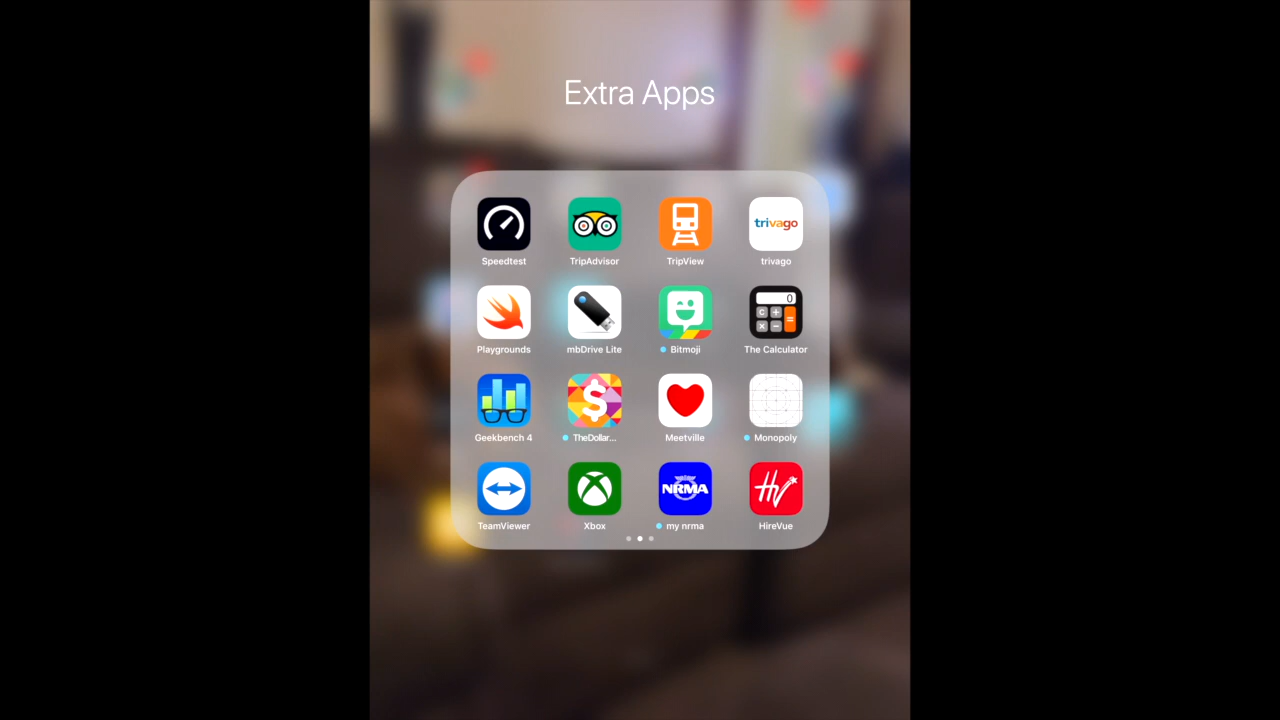 Extra Apps
trivago
Speedtest
TripAdvisor
TripView
trivago
0
C + =
x −
Playgrounds
mbDrive Lite
Bitmoji
The Calculator
$
Geekbench 4
TheDollar...
Meetville
Monopoly
NRMA
HV
TeamViewer
Xbox
my nrma
HireVue